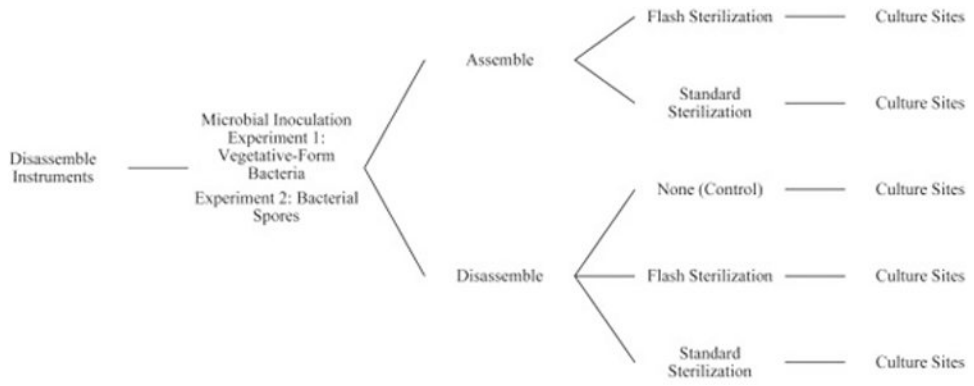 Disassemble
Instruments
Microbial Inoculation
Experiment 1:
Vegetative-Form
Bacteria
Experiment 2: Bacterial
Spores
Assemble
Flash Sterilization
Culture Sites
Standard
Sterilization
Culture Sites
Disassemble
None (Control)
Culture Sites
Flash Sterilization
Culture Sites
Standard
Sterilization
Culture Sites